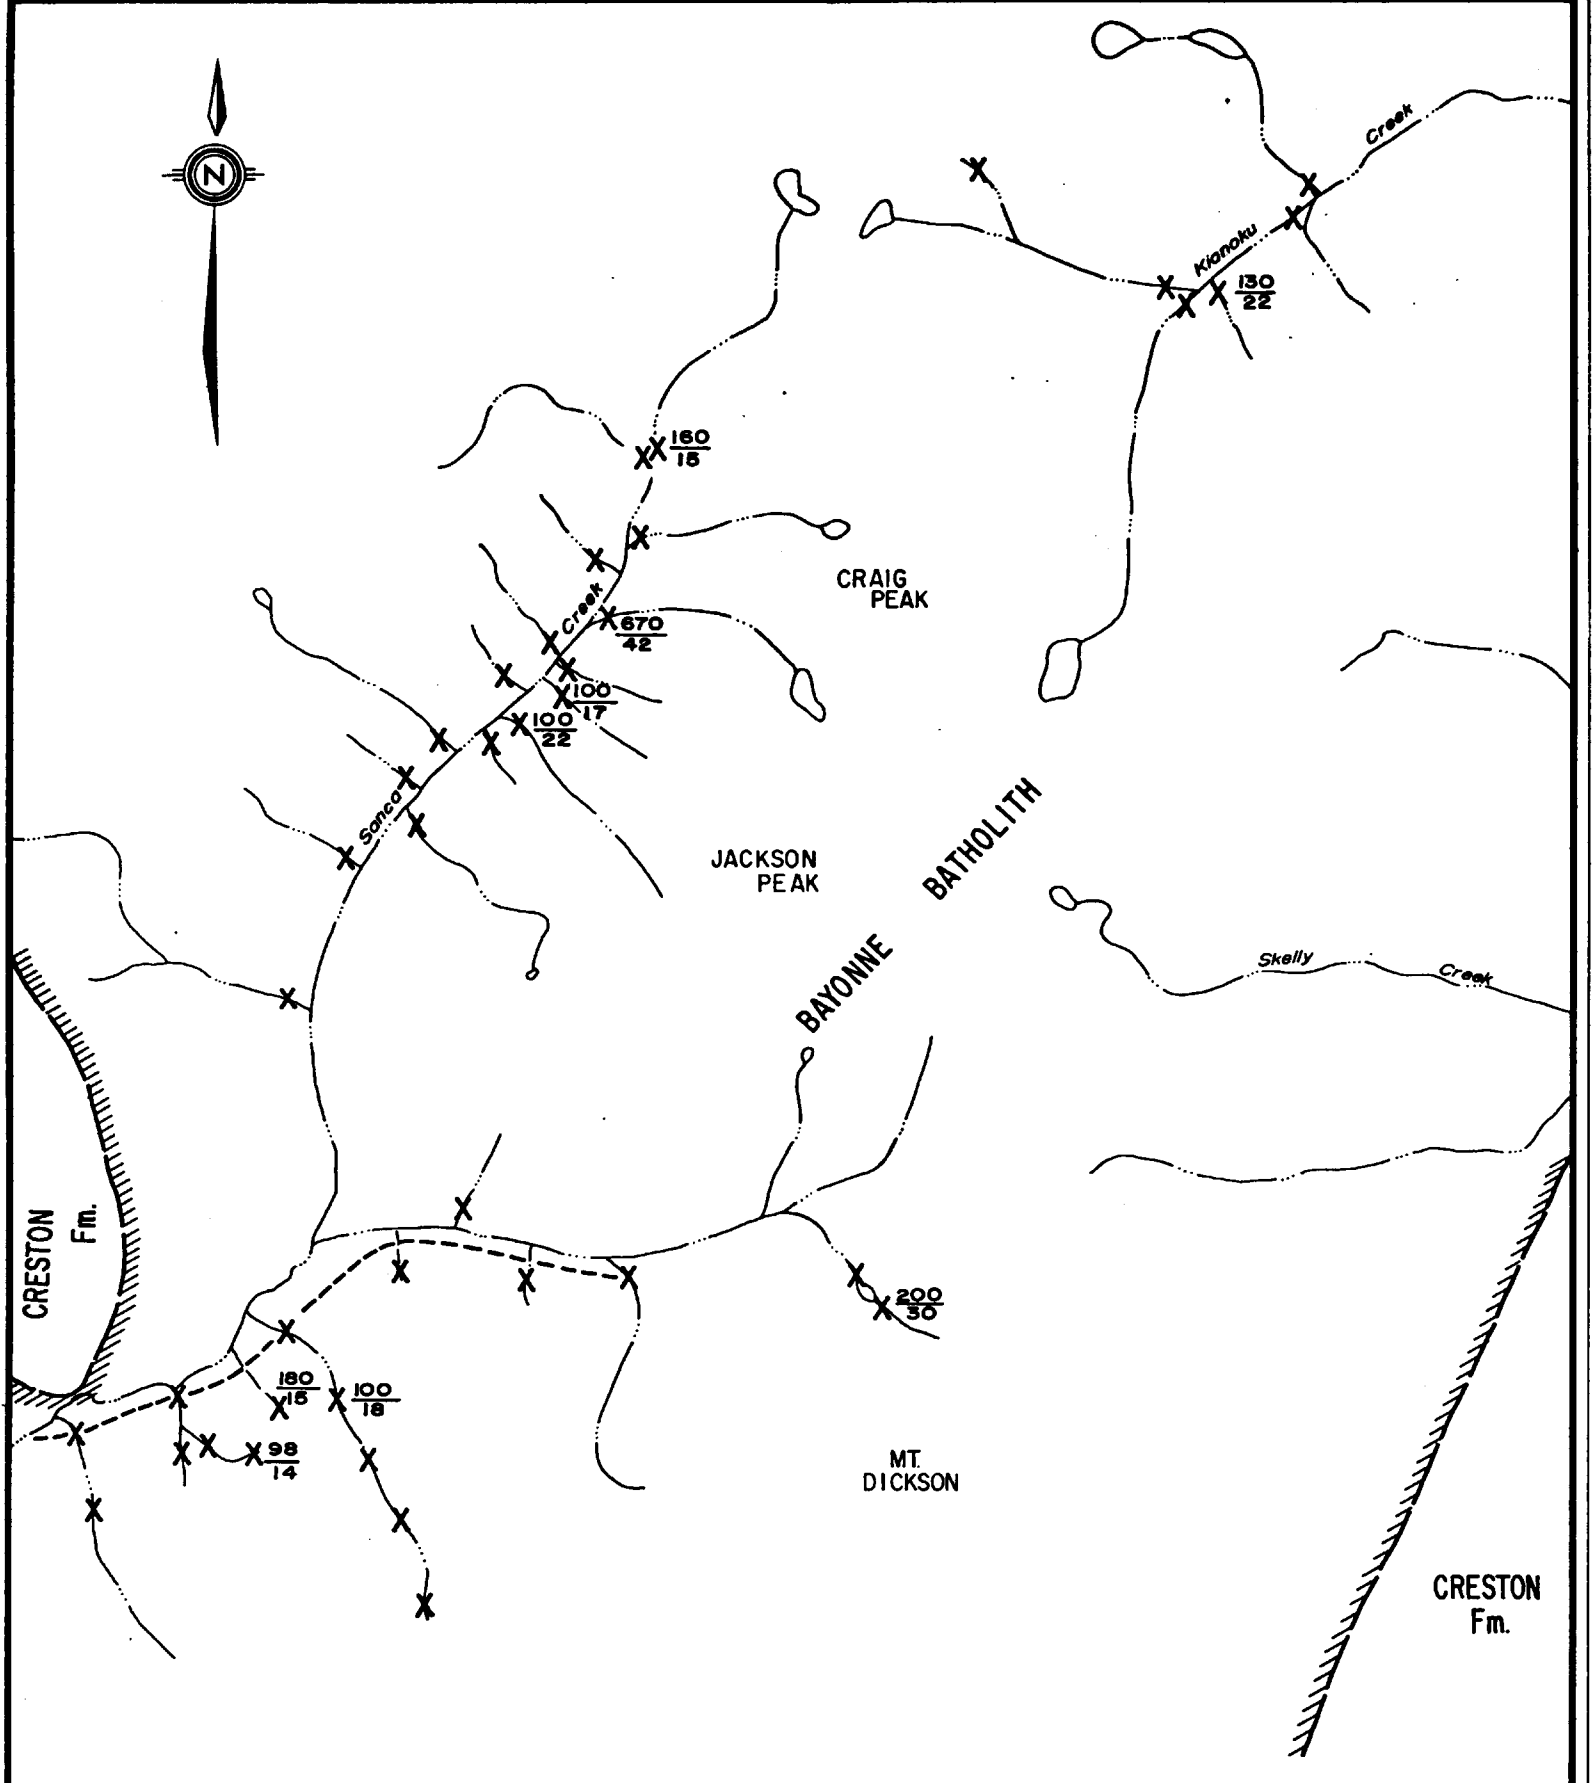 N
Creek
Kianoku
130
22
160
15
CRAIG
PEAK
Creek
670
42
100
17
100
22
Sanca
JACKSON
PEAK
BATHOLITH
BAYONNE
Skelly
Creek
CRESTON
Fm.
200
30
180
15
100
18
98
14
MT.
DICKSON
CRESTON
Fm.